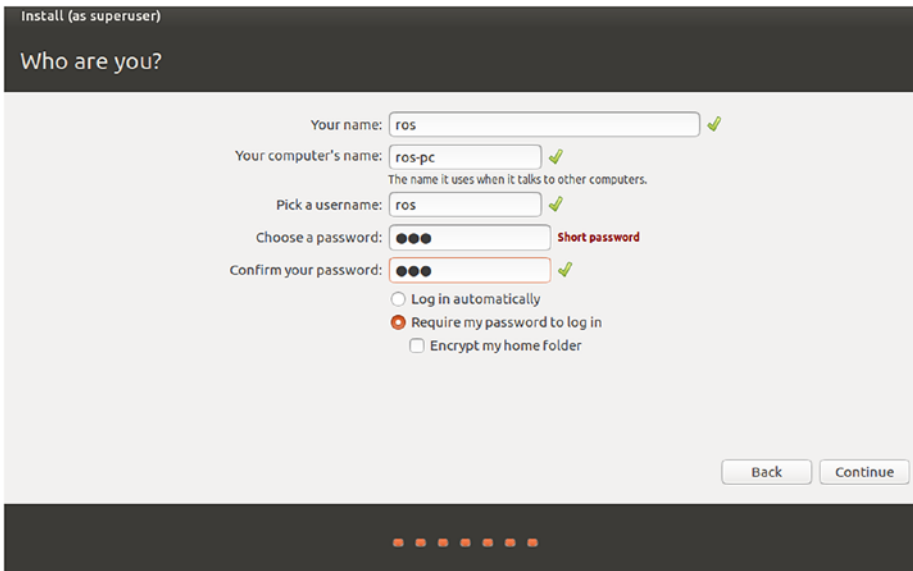 Install (as superuser)
Who are you?
Your name: ros
Your computer's name: ros-pc
The name it uses when it talks to other computers.
Pick a username: ros
Choose a password: ●●● Short password
Confirm your password: ●●●
Log in automatically
Require my password to log in
Encrypt my home folder
Back Continue